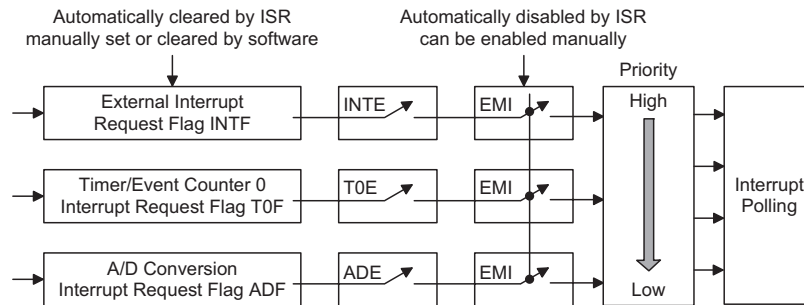 Automatically cleared by ISR
manually set or cleared by software
Automatically disabled by ISR
can be enabled manually
Priority
External Interrupt
Request Flag INTF
INTE
EMI
High
Timer/Event Counter 0
Interrupt Request Flag T0F
T0E
EMI
Interrupt
Polling
A/D Conversion
Interrupt Request Flag ADF
ADE
EMI
Low